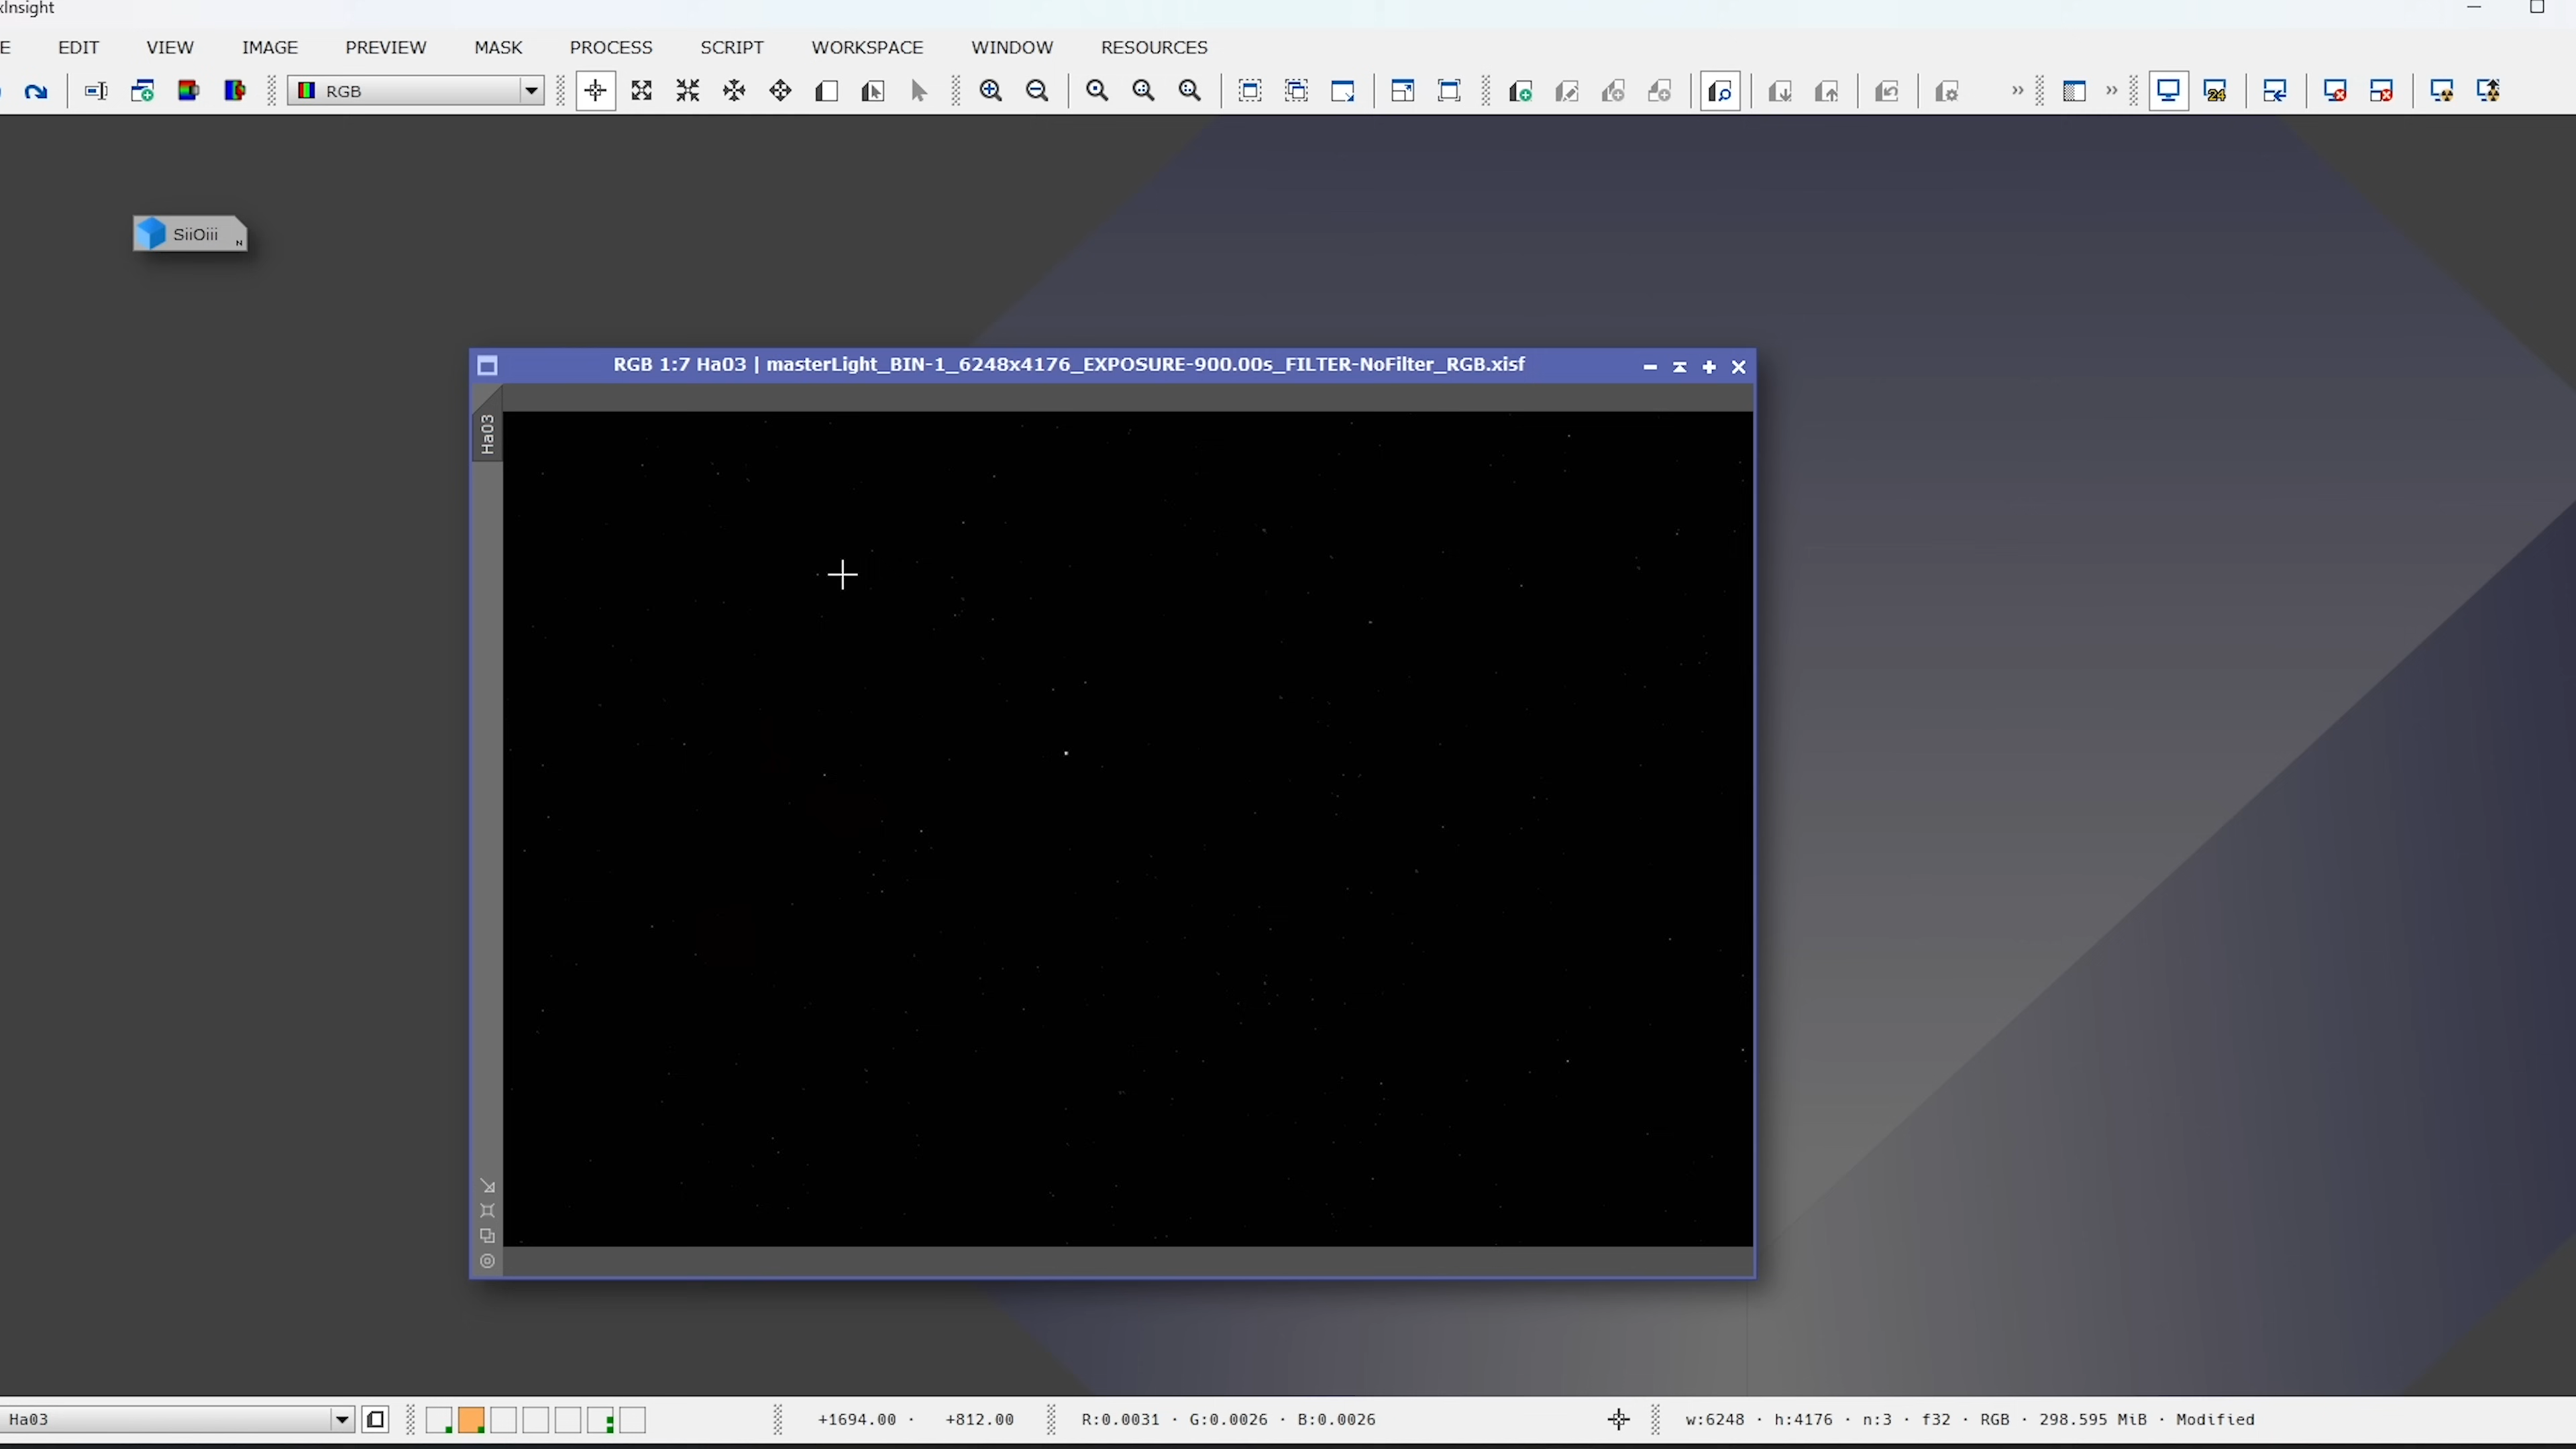 xInsight
E EDIT VIEW IMAGE PREVIEW MASK PROCESS SCRIPT WORKSPACE WINDOW RESOURCES
RGB
24
SiiOiii
N
RGB 1:7 Ha03 | masterLight_BIN-1_6248x4176_EXPOSURE-900.00s_FILTER-NoFilter_RGB.xisf
Ha03
Ha03 +1694.00 · +812.00 R:0.0031 · G:0.0026 · B:0.0026 w:6248 · h:4176 · n:3 · f32 · RGB · 298.595 MiB · Modified